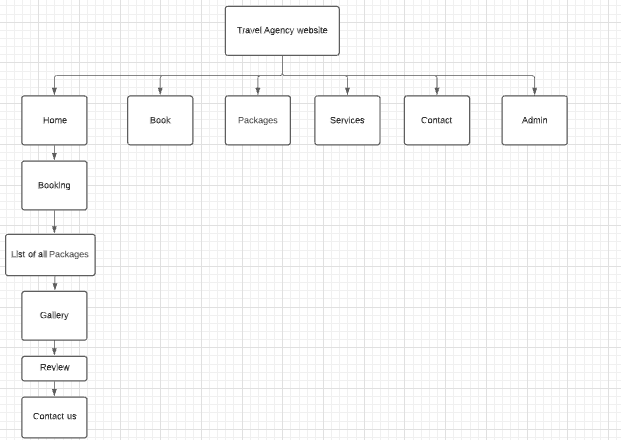 Travel Agency website
Home
Book
Packages
Services
Contact
Admin
Booking
List of all Packages
Gallery
Review
Contact us